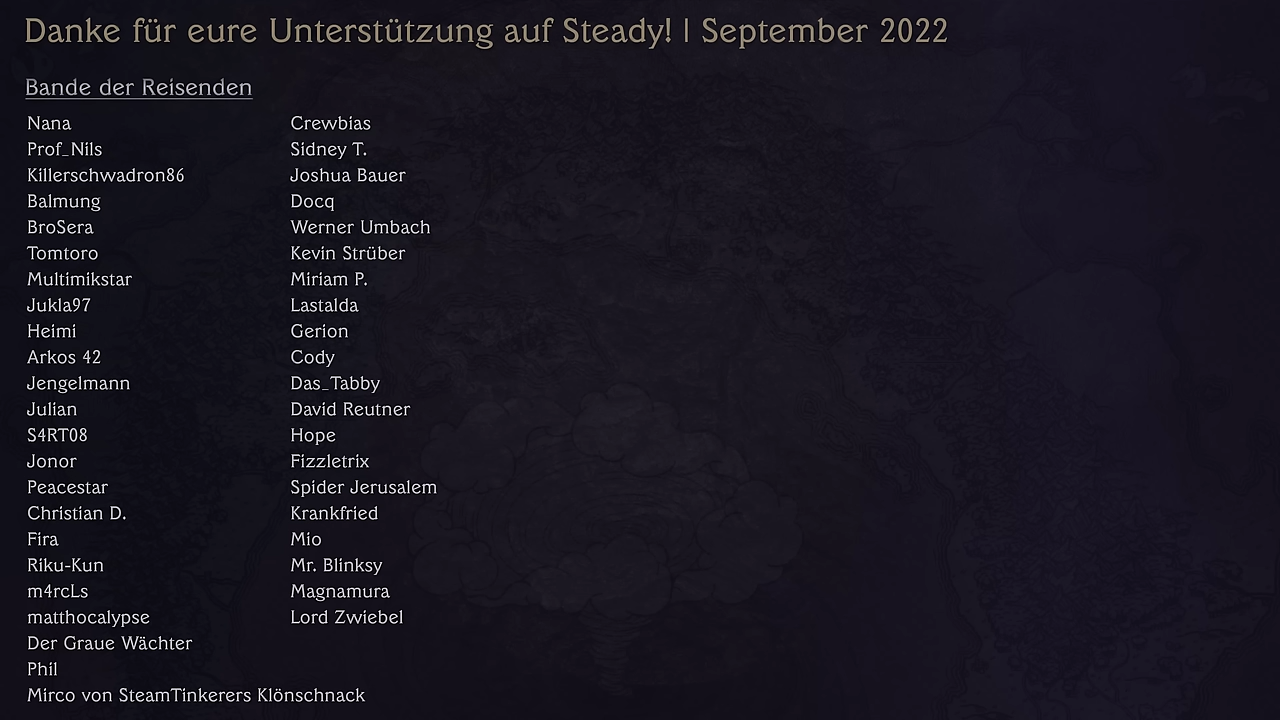 Danke für eure Unterstützung auf Steady! | September 2022
Bande der Reisenden
Nana
Prof_Nils
Killerschwadron86
Balmung
BroSera
Tomtoro
Multimikstar
Jukla97
Heimi
Arkos 42
Jengelmann
Julian
S4RT08
Jonor
Peacestar
Christian D.
Fira
Riku-Kun
m4rcLs
matthocalypse
Der Graue Wächter
Phil
Mirco von SteamTinkerers Klönschnack
Crewbias
Sidney T.
Joshua Bauer
Docq
Werner Umbach
Kevin Strüber
Miriam P.
Lastalda
Gerion
Cody
Das_Tabby
David Reutner
Hope
Fizzletrix
Spider Jerusalem
Krankfried
Mio
Mr. Blinksy
Magnamura
Lord Zwiebel